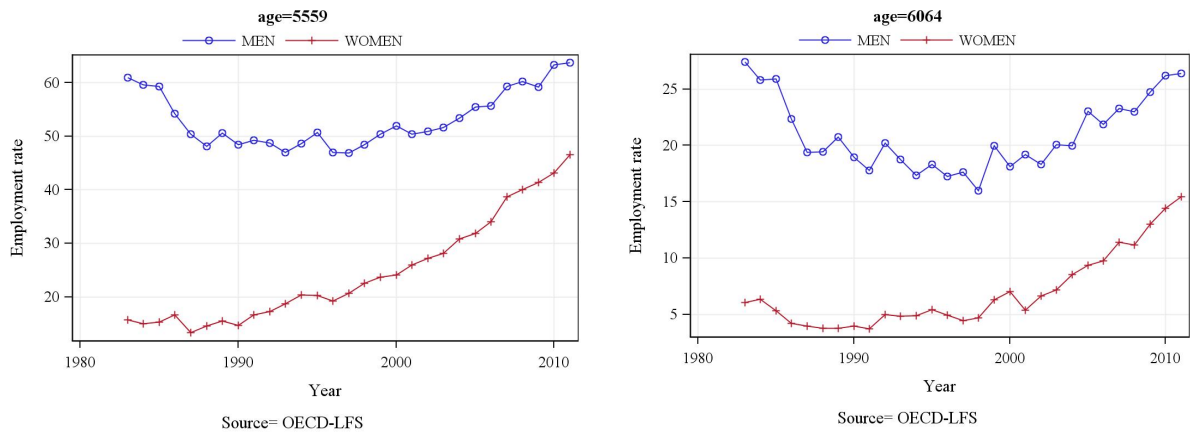 age=5559
MEN WOMEN
60
50
40
30
20
Employment rate
1980 1990 2000 2010
Year
Source= OECD-LFS
age=6064
MEN WOMEN
25
20
15
10
5
Employment rate
1980 1990 2000 2010
Year
Source= OECD-LFS